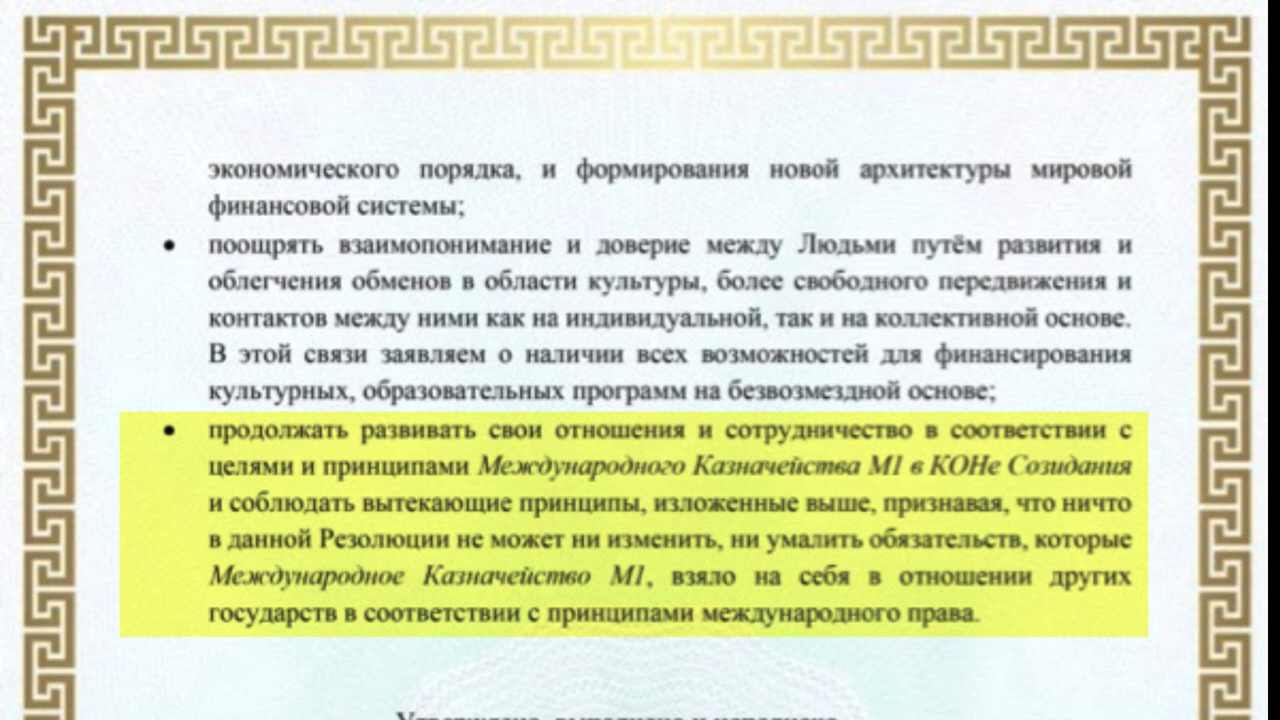 экономического порядка, и формирования новой архитектуры мировой
финансовой системы;
• поощрять взаимопонимание и доверие между Людьми путём развития и
облегчения обменов в области культуры, более свободного передвижения и
контактов между ними как на индивидуальной, так и на коллективной основе.
В этой связи заявляем о наличии всех возможностей для финансирования
культурных, образовательных программ на безвозмездной основе;
• продолжать развивать свои отношения и сотрудничество в соответствии с
целями и принципами Международного Казначейства М1 в КОНе Созидания
и соблюдать вытекающие принципы, изложенные выше, признавая, что ничто
в данной Резолюции не может ни изменить, ни умалить обязательств, которые
Международное Казначейство М1, взяло на себя в отношении других
государств в соответствии с принципами международного права.